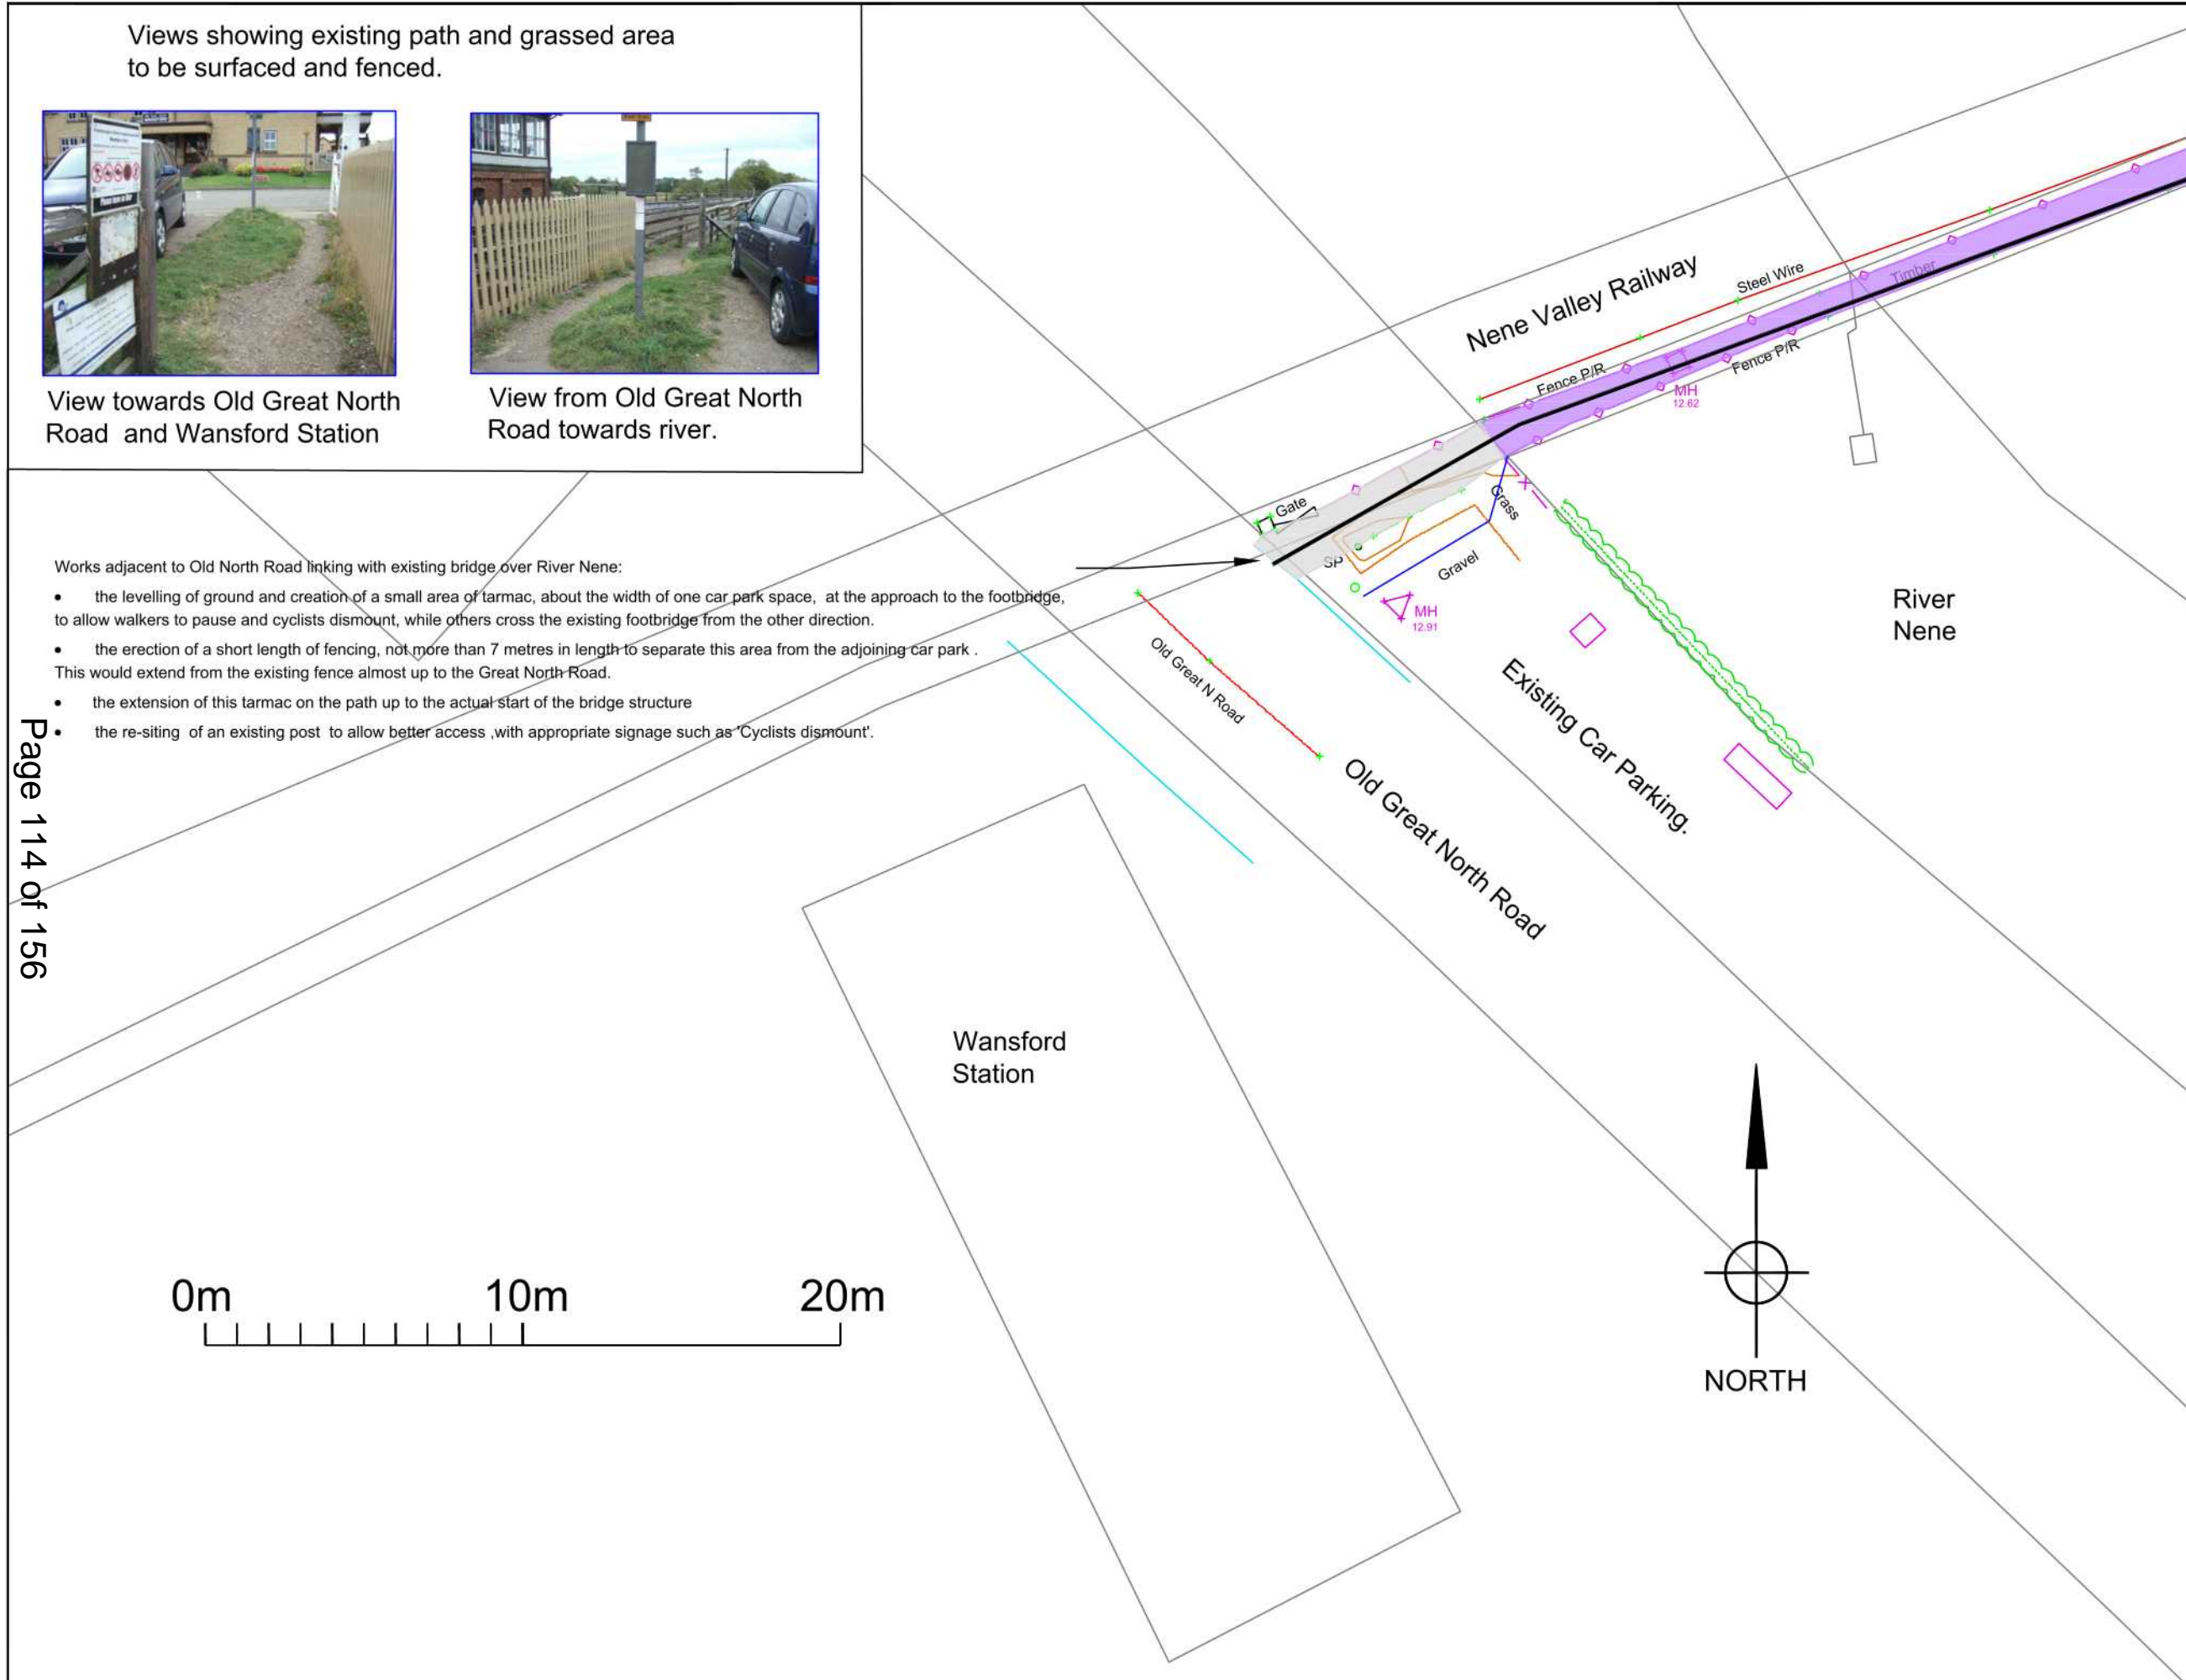 Views showing existing path and grassed area
to be surfaced and fenced.
View towards Old Great North
Road and Wansford Station
View from Old Great North
Road towards river.
Works adjacent to Old North Road linking with existing bridge over River Nene:
• the levelling of ground and creation of a small area of tarmac, about the width of one car park space, at the approach to the footbridge,
to allow walkers to pause and cyclists dismount, while others cross the existing footbridge from the other direction.
• the erection of a short length of fencing, not more than 7 metres in length to separate this area from the adjoining car park .
This would extend from the existing fence almost up to the Great North Road.
• the extension of this tarmac on the path up to the actual start of the bridge structure
• the re-siting of an existing post to allow better access ,with appropriate signage such as 'Cyclists dismount'.
Page 114 of 156
Nene Valley Railway
Steel Wire
Timber
Fence P/R
Fence P/R
MH
12.62
Gate
Grass
SP
Gravel
MH
12.91
River
Nene
Old Great N Road
Existing Car Parking.
Old Great North Road
Wansford
Station
0m 10m 20m
NORTH